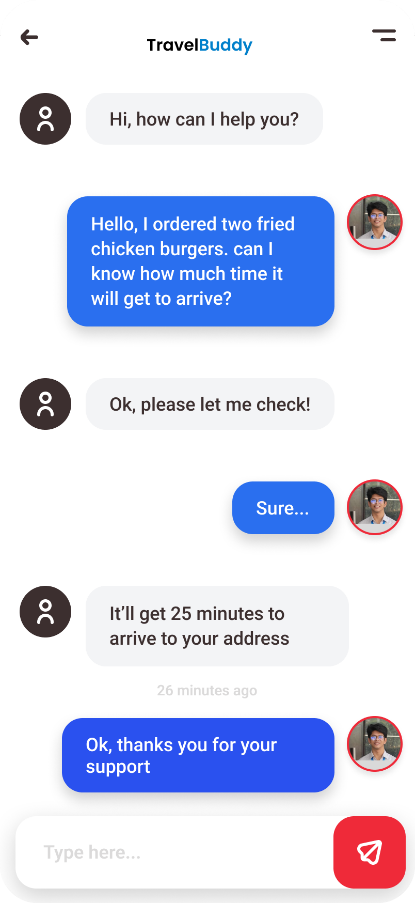 TravelBuddy
Hi, how can I help you?
Hello, I ordered two fried
chicken burgers. can I
know how much time it
will get to arrive?
Ok, please let me check!
Sure...
It’ll get 25 minutes to
arrive to your address
26 minutes ago
Ok, thanks you for your
support
Type here...